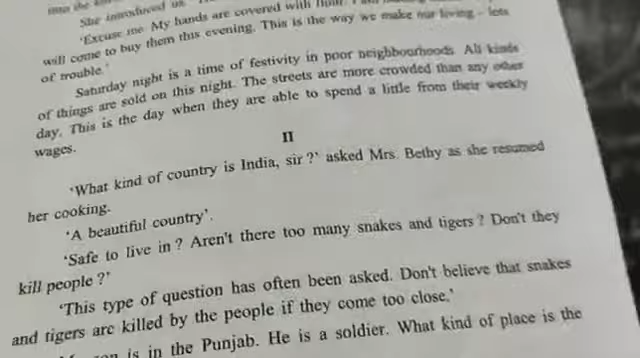 She introduced us.
'Excuse me. My hands are covered with flour.
will come to buy them this evening. This is the way we make our living - lots
of trouble.'
Saturday night is a time of festivity in poor neighbourhoods. All kinds
of things are sold on this night. The streets are more crowded than any other
day. This is the day when they are able to spend a little from their weekly
wages.
II
'What kind of country is India, sir ?' asked Mrs. Bethy as she resumed
her cooking.
'A beautiful country'.
'Safe to live in ? Aren't there too many snakes and tigers ? Don't they
kill people ?'
'This type of question has often been asked. Don't believe that snakes
and tigers are killed by the people if they come too close.'
is in the Punjab. He is a soldier. What kind of place is the